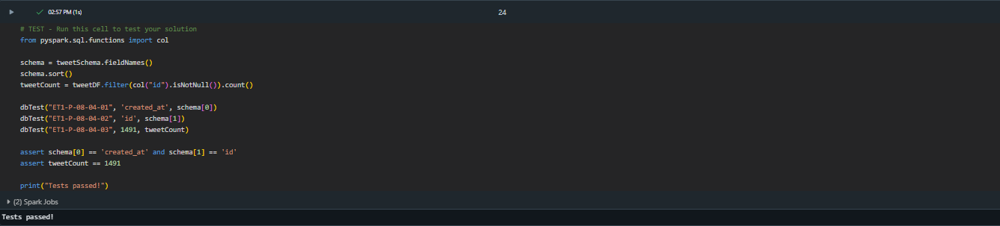 02:57 PM (1s)
24
# TEST - Run this cell to test your solution
from pyspark.sql.functions import col
schema = tweetSchema.fieldNames()
schema.sort()
tweetCount = tweetDF.filter(col("id").isNotNull()).count()
dbTest("ET1-P-08-04-01", 'created_at', schema[0])
dbTest("ET1-P-08-04-02", 'id', schema[1])
dbTest("ET1-P-08-04-03", 1491, tweetCount)
assert schema[0] == 'created_at' and schema[1] == 'id'
assert tweetCount == 1491
print("Tests passed!")
(2) Spark Jobs
Tests passed!